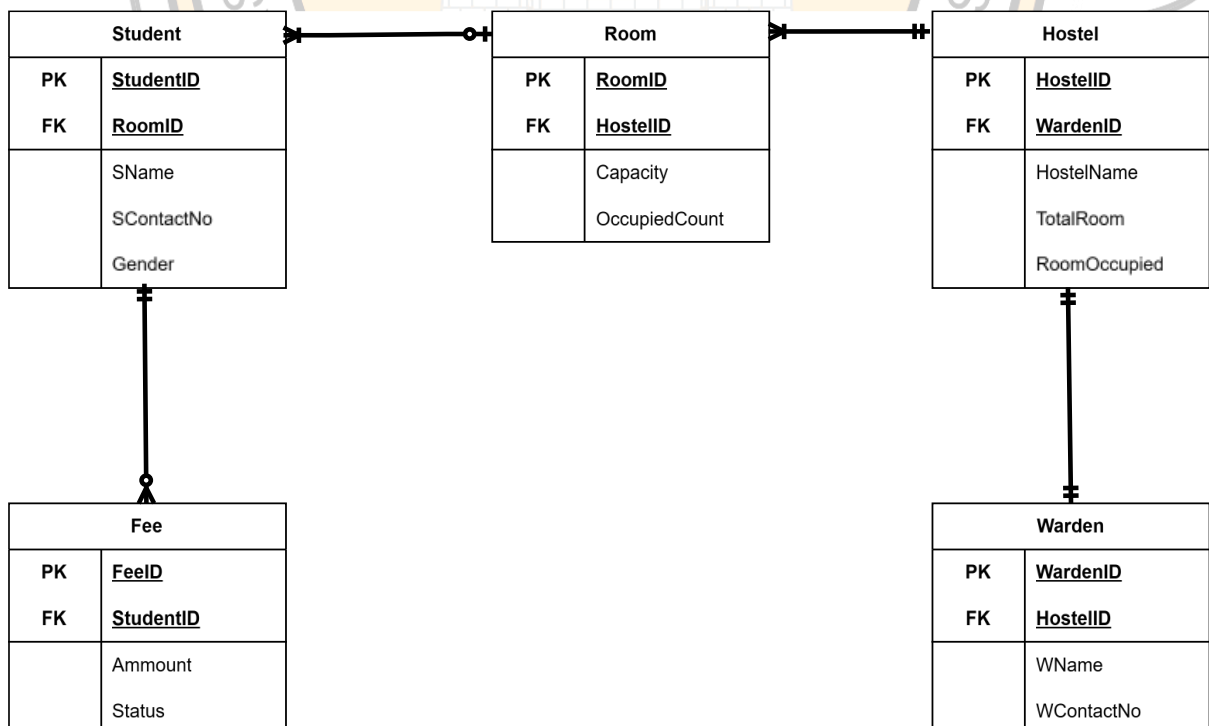 Student
PK StudentID
FK RoomID
SName
SContactNo
Gender
Room
PK RoomID
FK HostelID
Capacity
OccupiedCount
Hostel
PK HostelID
FK WardenID
HostelName
TotalRoom
RoomOccupied
Fee
PK FeeID
FK StudentID
Ammount
Status
Warden
PK WardenID
FK HostelID
WName
WContactNo